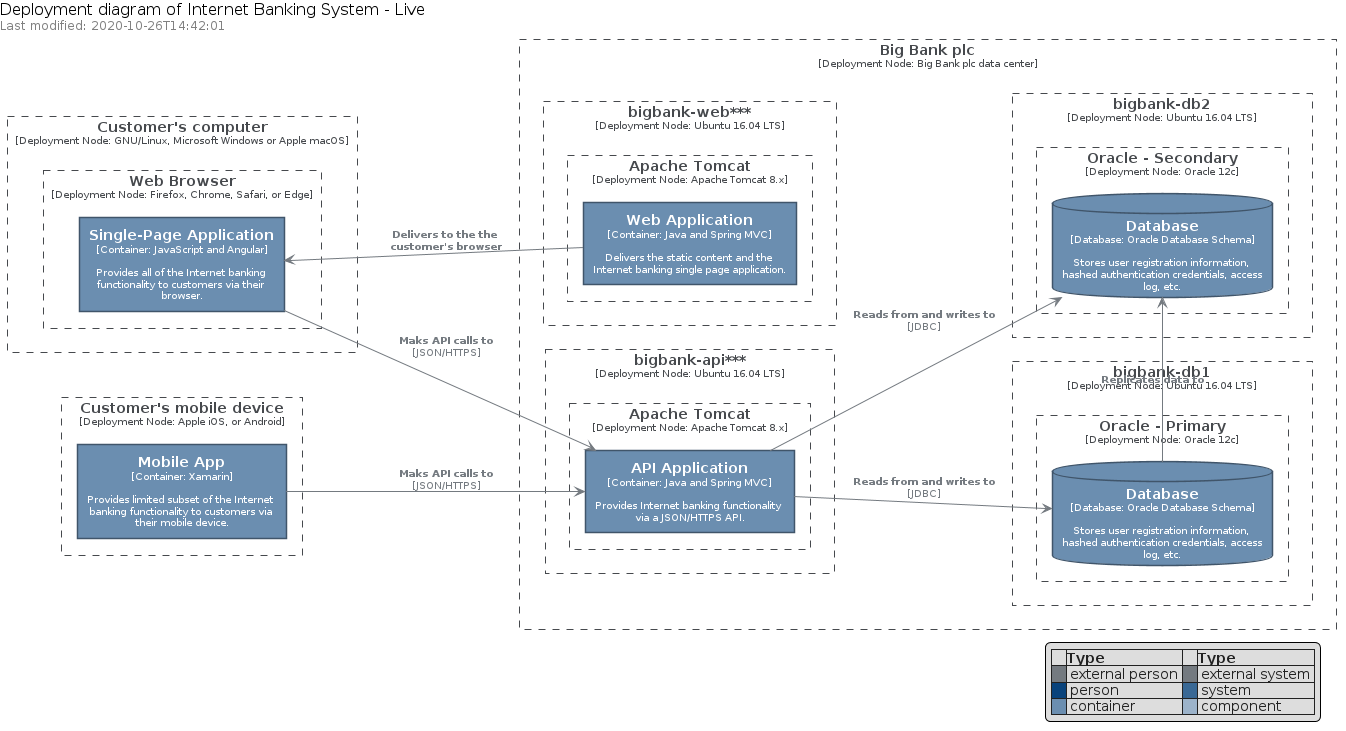 Deployment diagram of Internet Banking System - Live
Last modified: 2020-10-26T14:42:01
Big Bank plc
[Deployment Node: Big Bank plc data center]
Customer's computer
[Deployment Node: GNU/Linux, Microsoft Windows or Apple macOS]
Web Browser
[Deployment Node: Firefox, Chrome, Safari, or Edge]
Single-Page Application
[Container: JavaScript and Angular]
Provides all of the Internet banking
functionality to customers via their
browser.
Delivers to the the
customer's browser
bigbank-web***
[Deployment Node: Ubuntu 16.04 LTS]
Apache Tomcat
[Deployment Node: Apache Tomcat 8.x]
Web Application
[Container: Java and Spring MVC]
Delivers the static content and the
Internet banking single page application.
bigbank-db2
[Deployment Node: Ubuntu 16.04 LTS]
Oracle - Secondary
[Deployment Node: Oracle 12c]
Database
[Database: Oracle Database Schema]
Stores user registration information,
hashed authentication credentials, access
log, etc.
Maks API calls to
[JSON/HTTPS]
Reads from and writes to
[JDBC]
Customer's mobile device
[Deployment Node: Apple iOS, or Android]
Mobile App
[Container: Xamarin]
Provides limited subset of the Internet
banking functionality to customers via
their mobile device.
Maks API calls to
[JSON/HTTPS]
bigbank-api***
[Deployment Node: Ubuntu 16.04 LTS]
Apache Tomcat
[Deployment Node: Apache Tomcat 8.x]
API Application
[Container: Java and Spring MVC]
Provides Internet banking functionality
via a JSON/HTTPS API.
Reads from and writes to
[JDBC]
bigbank-db1
Replicates data to
[Deployment Node: Ubuntu 16.04 LTS]
Oracle - Primary
[Deployment Node: Oracle 12c]
Database
[Database: Oracle Database Schema]
Stores user registration information,
hashed authentication credentials, access
log, etc.
Type Type
external person external system
person system
container component